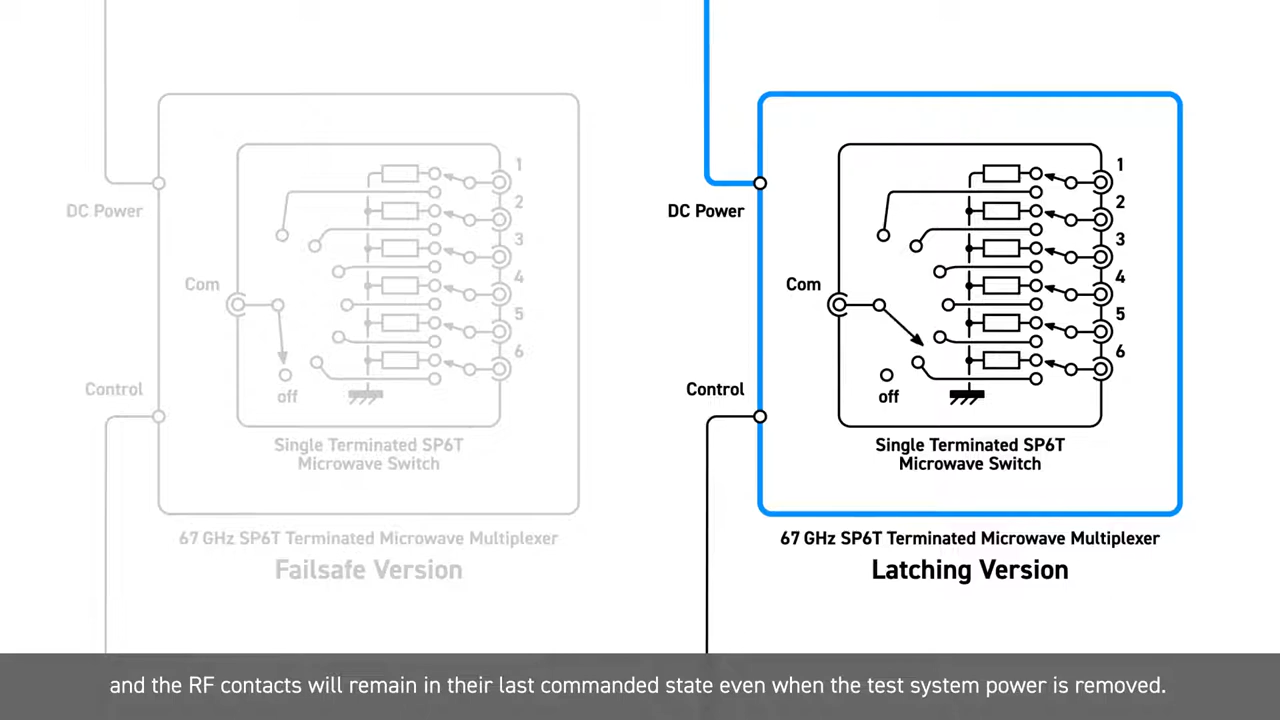 1
2
DC Power
3
Com
4
5
6
Control
off
Single Terminated SP6T
Microwave Switch
67 GHz SP6T Terminated Microwave Multiplexer
Failsafe Version
1
2
DC Power
3
Com
4
5
6
Control
off
Single Terminated SP6T
Microwave Switch
67 GHz SP6T Terminated Microwave Multiplexer
Latching Version
and the RF contacts will remain in their last commanded state even when the test system power is removed.